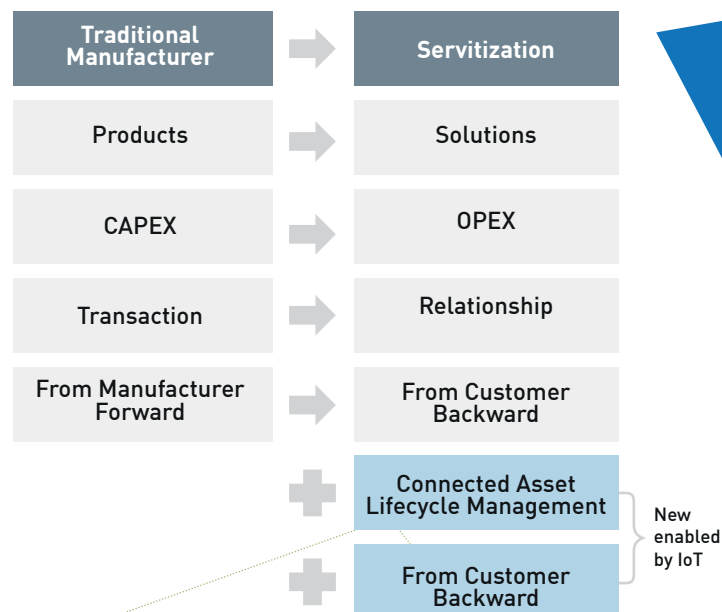 Traditional
Manufacturer
Servitization
Products
Solutions
CAPEX
OPEX
Transaction
Relationship
From Manufacturer
Forward
From Customer
Backward
Connected Asset
Lifecycle Management
New
enabled
by IoT
From Customer
Backward